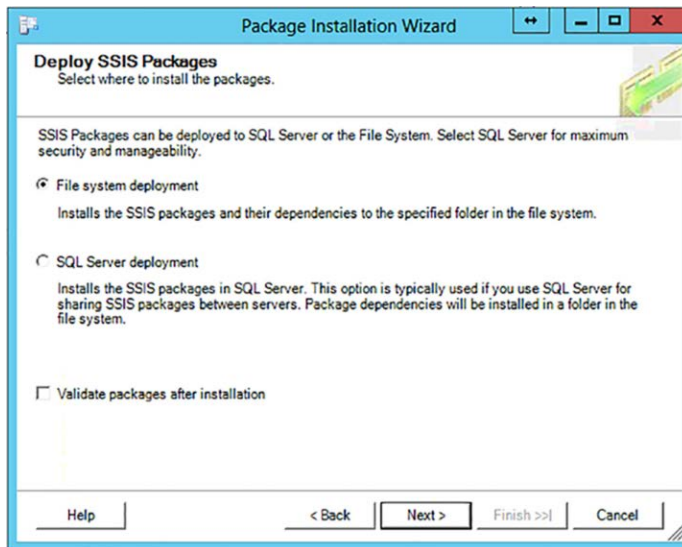 Package Installation Wizard
Deploy SSIS Packages
Select where to install the packages.
SSIS Packages can be deployed to SQL Server or the File System. Select SQL Server for maximum
security and manageability.
File system deployment
Installs the SSIS packages and their dependencies to the specified folder in the file system.
SQL Server deployment
Installs the SSIS packages in SQL Server. This option is typically used if you use SQL Server for
sharing SSIS packages between servers. Package dependencies will be installed in a folder in the
file system.
Validate packages after installation
Help
< Back
Next >
Finish >>|
Cancel